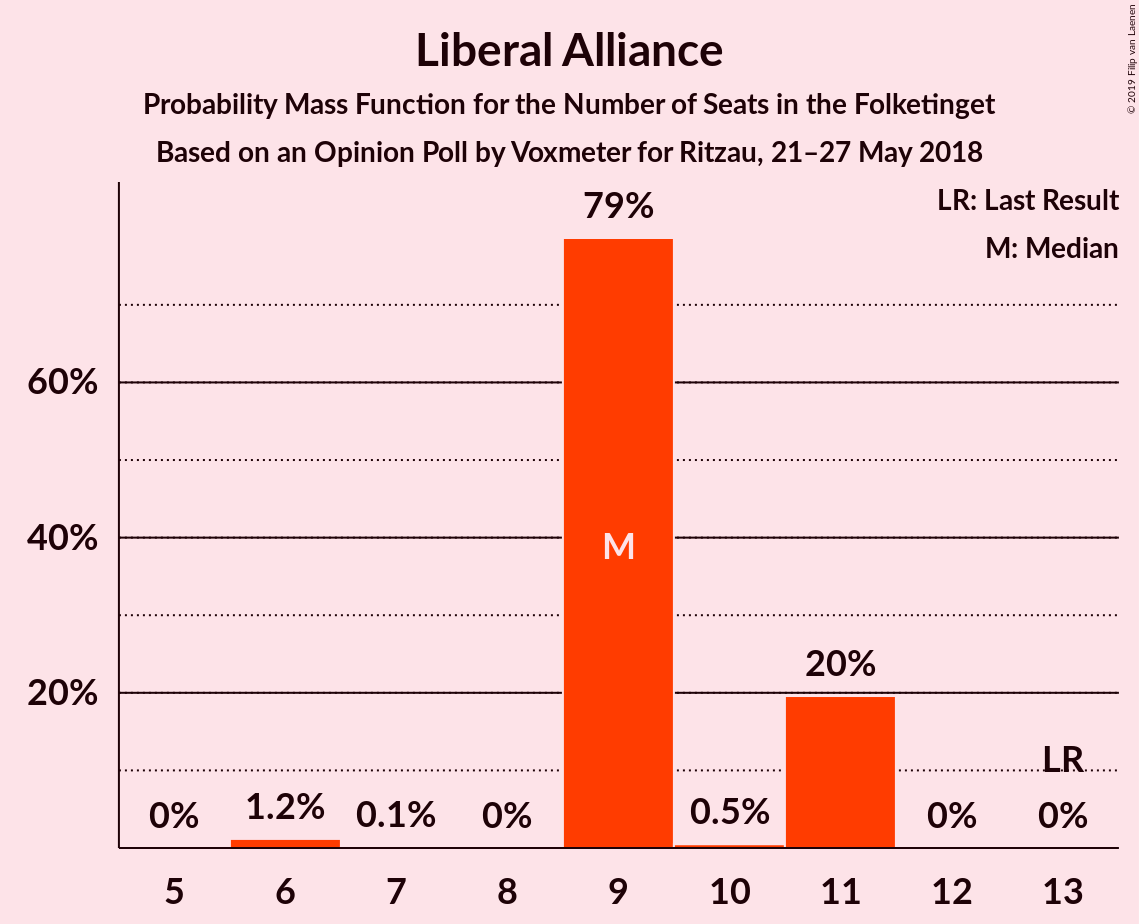 Liberal Alliance
Probability Mass Function for the Number of Seats in the Folketinget
Based on an Opinion Poll by Voxmeter for Ritzau, 21–27 May 2018
© 2019 Filip van Laenen
LR: Last Result
M: Median
79%
60%
M
40%
20%
20%
LR
0%
1.2%
0.1%
0%
0.5%
0%
0%
5 6 7 8 9 10 11 12 13